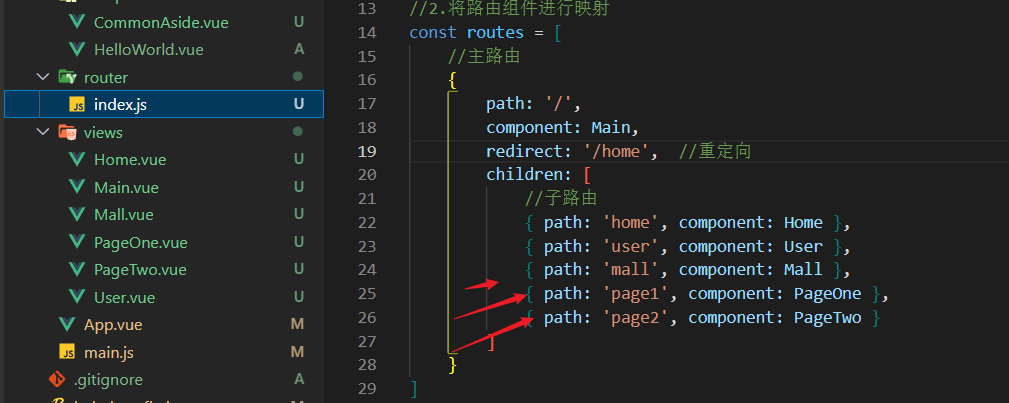 CommonAside.vue U
HelloWorld.vue A
router
JS index.js U
views
Home.vue U
Main.vue U
Mall.vue U
PageOne.vue U
PageTwo.vue U
User.vue U
App.vue M
JS main.js M
.gitignore A
13 //2.将路由组件进行映射
14 const routes = [
15 //主路由
16 {
17 path: '/',
18 component: Main,
19 redirect: '/home', //重定向
20 children: [
21 //子路由
22 { path: 'home', component: Home },
23 { path: 'user', component: User },
24 { path: 'mall', component: Mall },
25 { path: 'page1', component: PageOne },
26 { path: 'page2', component: PageTwo }
27 ]
28 }
29 ]